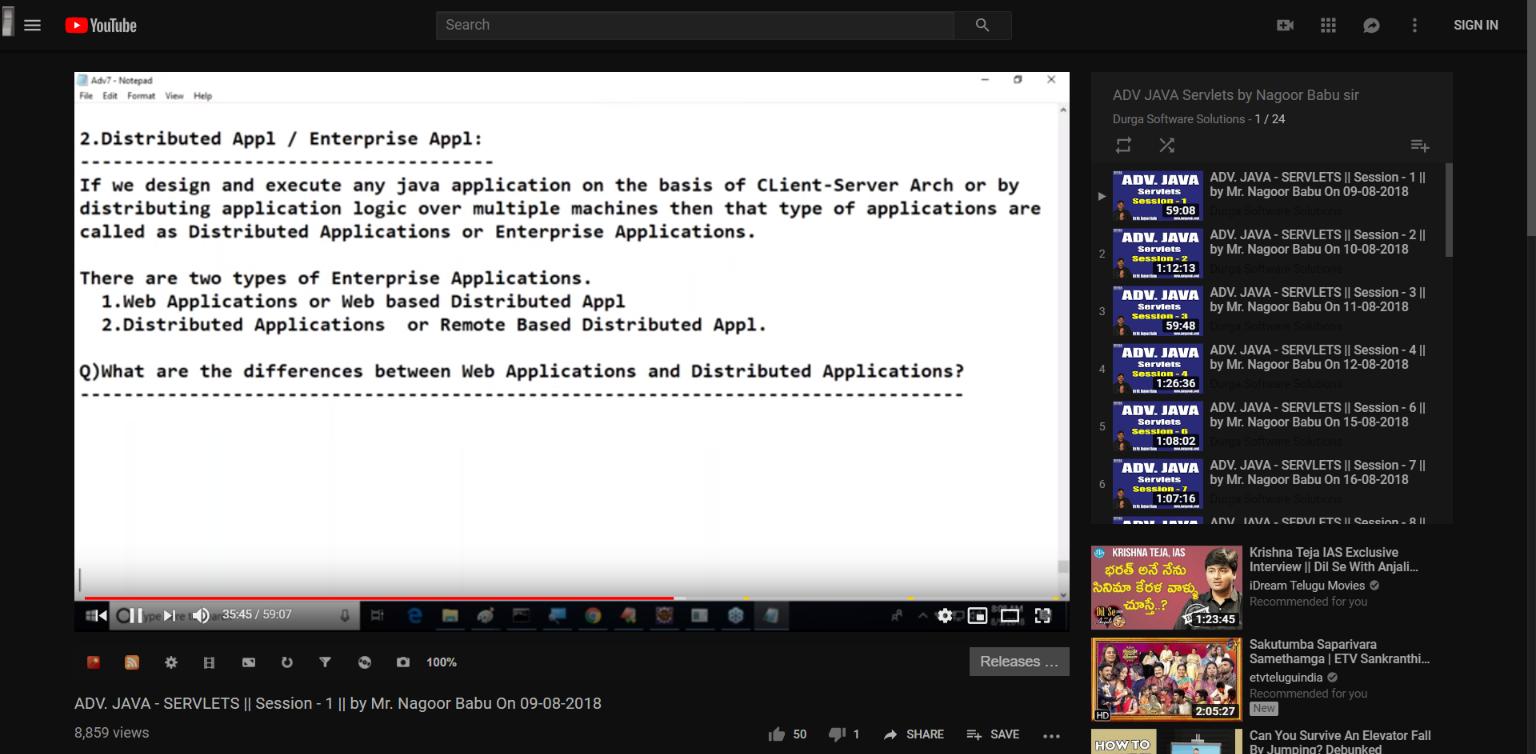 YouTube
Search
SIGN IN
Adv7 - Notepad
File Edit Format View Help
2.Distributed Appl / Enterprise Appl:
--------------------------------------
If we design and execute any java application on the basis of CLient-Server Arch or by
distributing application logic over multiple machines then that type of applications are
called as Distributed Applications or Enterprise Applications.
There are two types of Enterprise Applications.
1.Web Applications or Web based Distributed Appl
2.Distributed Applications or Remote Based Distributed Appl.
Q)What are the differences between Web Applications and Distributed Applications?
---------------------------------------------------------------------------------
35:45 / 59:07
100%
Releases ...
ADV. JAVA - SERVLETS || Session - 1 || by Mr. Nagoor Babu On 09-08-2018
8,859 views
50
1
SHARE
SAVE
ADV JAVA Servlets by Nagoor Babu sir
Durga Software Solutions - 1 / 24
ADV. JAVA
Servlets
Session - 1
59:08
ADV. JAVA - SERVLETS || Session - 1 ||
by Mr. Nagoor Babu On 09-08-2018
Durga Software Solutions
2
ADV. JAVA
Servlets
Session - 2
1:12:13
ADV. JAVA - SERVLETS || Session - 2 ||
by Mr. Nagoor Babu On 10-08-2018
Durga Software Solutions
3
ADV. JAVA
Servlets
Session - 3
59:48
ADV. JAVA - SERVLETS || Session - 3 ||
by Mr. Nagoor Babu On 11-08-2018
Durga Software Solutions
4
ADV. JAVA
Servlets
Session - 4
1:26:36
ADV. JAVA - SERVLETS || Session - 4 ||
by Mr. Nagoor Babu On 12-08-2018
Durga Software Solutions
5
ADV. JAVA
Servlets
Session - 6
1:08:02
ADV. JAVA - SERVLETS || Session - 6 ||
by Mr. Nagoor Babu On 15-08-2018
Durga Software Solutions
6
ADV. JAVA
Servlets
Session - 7
1:07:16
ADV. JAVA - SERVLETS || Session - 7 ||
by Mr. Nagoor Babu On 16-08-2018
Durga Software Solutions
ADV. JAVA
ADV. JAVA - SERVLETS || Session - 8 ||
KRISHNA TEJA, IAS
భరత్ అనే నేను
సినిమా కేరళ వాళ్ళు
చూస్తే..?
Dil Se
1:23:45
Krishna Teja IAS Exclusive
Interview || Dil Se With Anjali...
iDream Telugu Movies
Recommended for you
HD
2:05:27
Sakutumba Saparivara
Samethamga | ETV Sankranthi...
etvteluguindia
Recommended for you
New
HOW TO
Can You Survive An Elevator Fall
By Jumping? Debunked